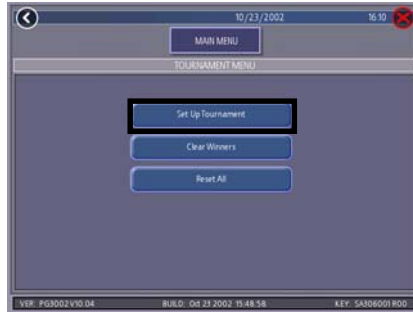 10/23/2002 16:10
MAIN MENU
TOURNAMENT MENU
Set Up Tournament
Clear Winners
Reset All
VER: PG3002 V10.04 BUILD: Oct 23 2002 15:48:58 KEY: SA306001 R00